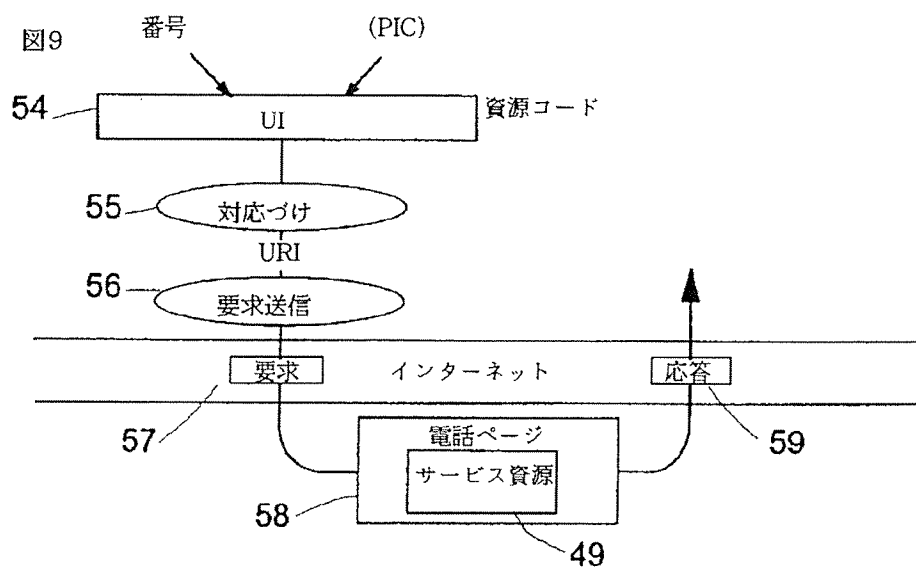 図9
番号
(PIC)
54
UI
資源コード
55
対応づけ
URI
56
要求送信
要求
インターネット
応答
57
59
電話ページ
サービス資源
58
49